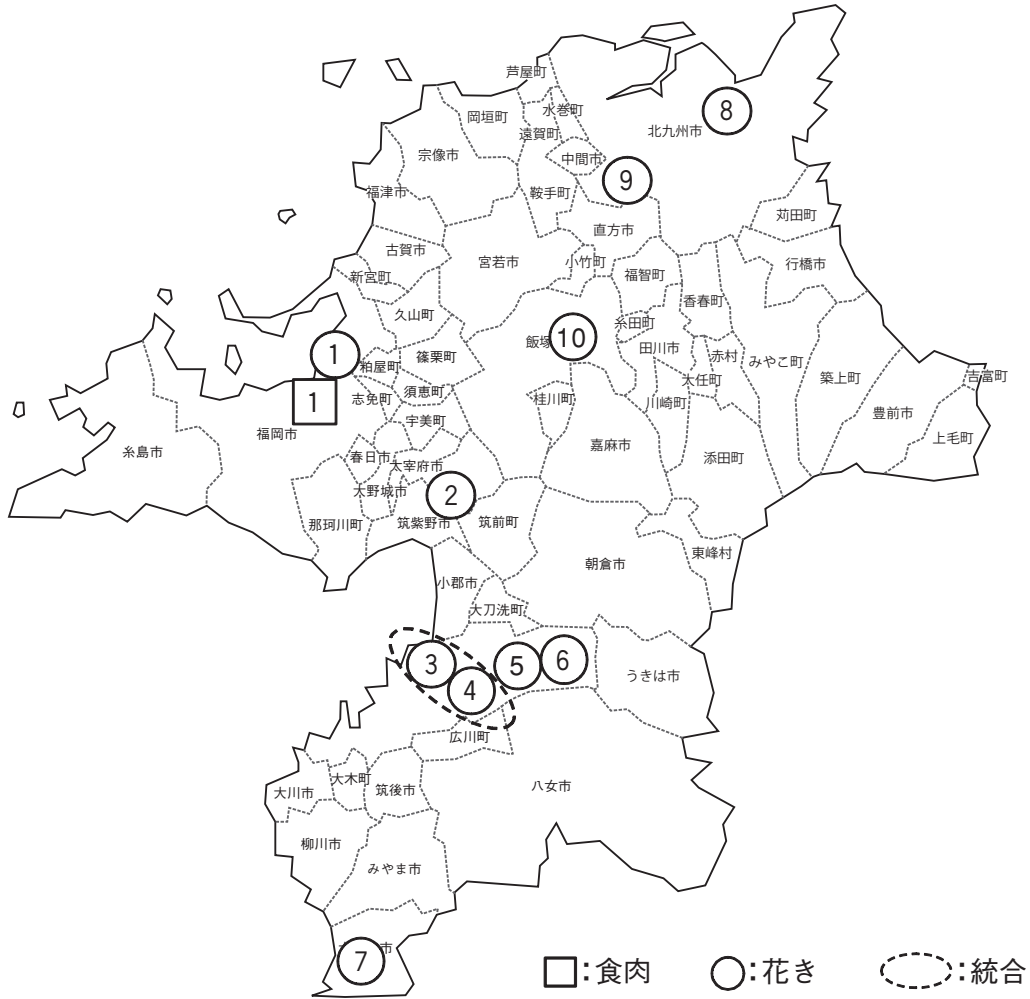 芦屋町
岡垣町
水巻町
8
遠賀町
北九州市
宗像市
中間市
9
福津市
鞍手町
苅田町
直方市
古賀市
宮若市
小竹町
行橋市
新宮町
福智町
香春町
久山町
糸田町
1
飯塚
10
粕屋町
篠栗町
田川市
赤村
みやこ町
吉富町
大任町
築上町
1
志免町
須恵町
桂川町
川崎町
豊前市
宇美町
福岡市
嘉麻市
上毛町
糸島市
春日市
太宰府市
添田町
大野城市
2
那珂川町
筑紫野市
筑前町
朝倉市
東峰村
小郡市
大刀洗町
3
5
6
4
うきは市
広川町
大川市
大木町
筑後市
八女市
柳川市
みやま市
7
市
:食肉
:花き
:統合